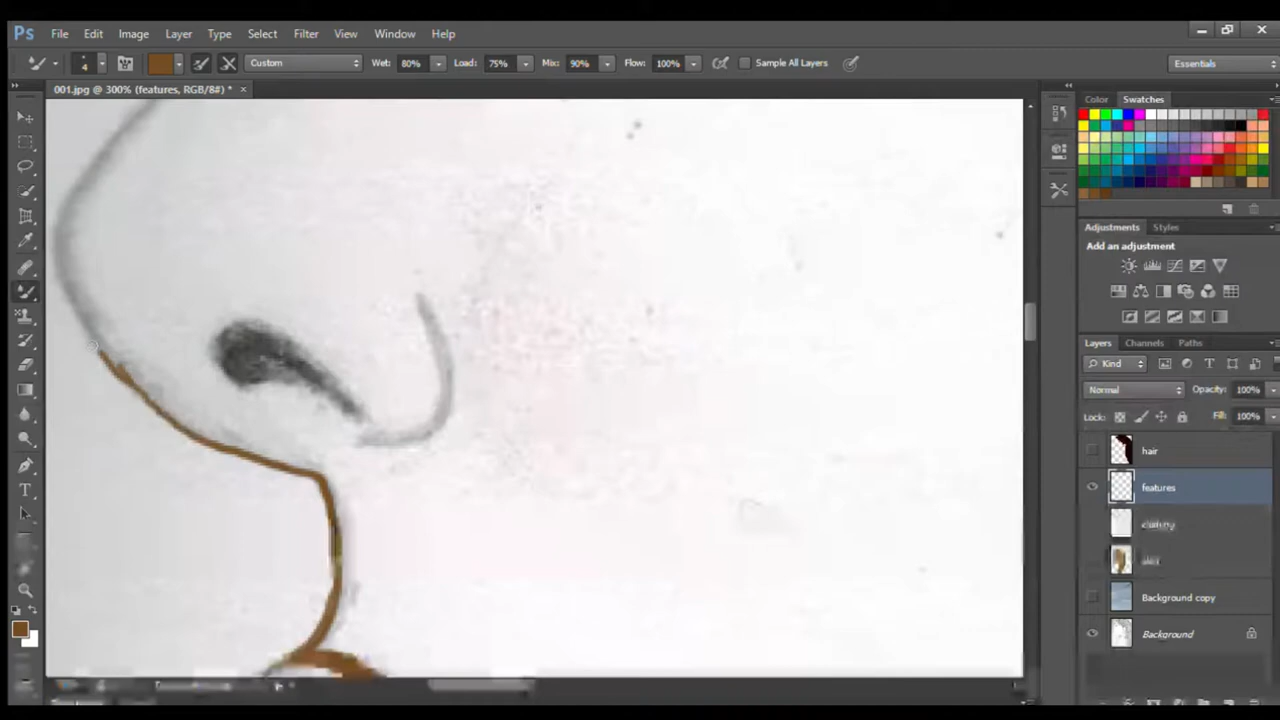 Ps File Edit Image Layer Type Select Filter View Window Help
4 Custom Wet: 80% Load: 75% Mix: 90% Flow: 100% Sample All Layers Essentials
001.jpg @ 300% (features, RGB/8#) * ×
Color Swatches
Adjustments Styles
Add an adjustment
Layers Channels Paths
Kind
Normal Opacity: 100%
Lock: Fill: 100%
hair
features
Background copy
Background